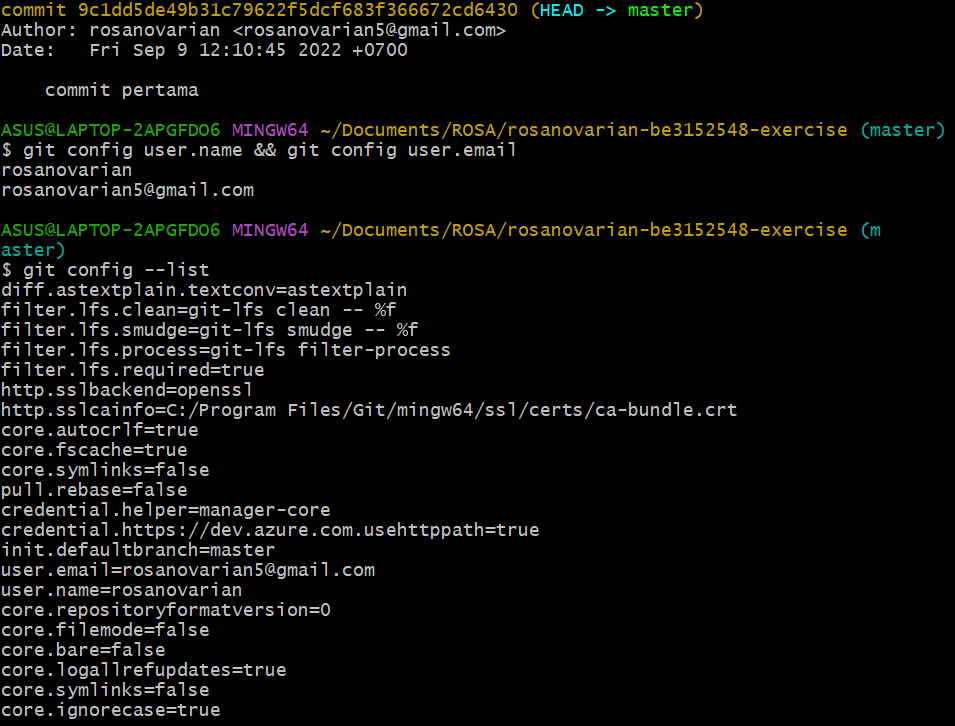 commit 9c1dd5de49b31c79622f5dcf683f366672cd6430 (HEAD -> master)
Author: rosanovarian <rosanovarian5@gmail.com>
Date:   Fri Sep 9 12:10:45 2022 +0700
    commit pertama
ASUS@LAPTOP-2APGFDO6 MINGW64 ~/Documents/ROSA/rosanovarian-be3152548-exercise (master)
$ git config user.name && git config user.email
rosanovarian
rosanovarian5@gmail.com
ASUS@LAPTOP-2APGFDO6 MINGW64 ~/Documents/ROSA/rosanovarian-be3152548-exercise (m
aster)
$ git config --list
diff.astextplain.textconv=astextplain
filter.lfs.clean=git-lfs clean -- %f
filter.lfs.smudge=git-lfs smudge -- %f
filter.lfs.process=git-lfs filter-process
filter.lfs.required=true
http.sslbackend=openssl
http.sslcainfo=C:/Program Files/Git/mingw64/ssl/certs/ca-bundle.crt
core.autocrlf=true
core.fscache=true
core.symlinks=false
pull.rebase=false
credential.helper=manager-core
credential.https://dev.azure.com.usehttppath=true
init.defaultbranch=master
user.email=rosanovarian5@gmail.com
user.name=rosanovarian
core.repositoryformatversion=0
core.filemode=false
core.bare=false
core.logallrefupdates=true
core.symlinks=false
core.ignorecase=true